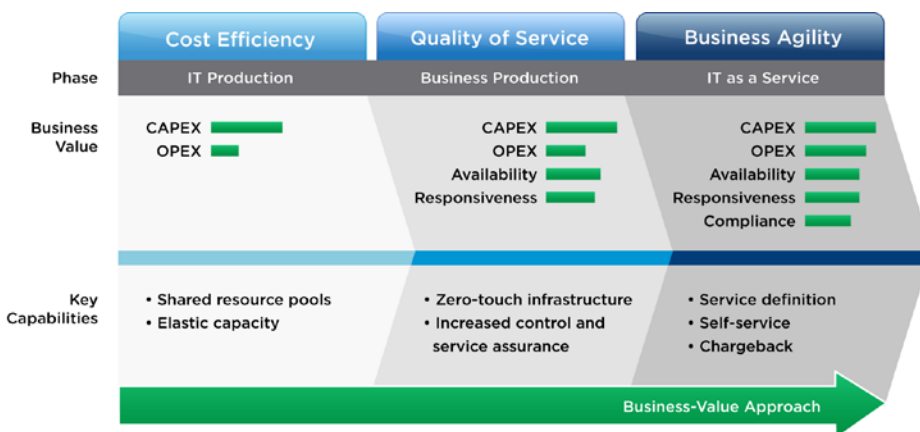 Cost Efficiency
Quality of Service
Business Agility
Phase
IT Production
Business Production
IT as a Service
Business
Value
CAPEX
OPEX
CAPEX
OPEX
Availability
Responsiveness
CAPEX
OPEX
Availability
Responsiveness
Compliance
Key
Capabilities
• Shared resource pools
• Elastic capacity
• Zero-touch infrastructure
• Increased control and
service assurance
• Service definition
• Self-service
• Chargeback
Business-Value Approach